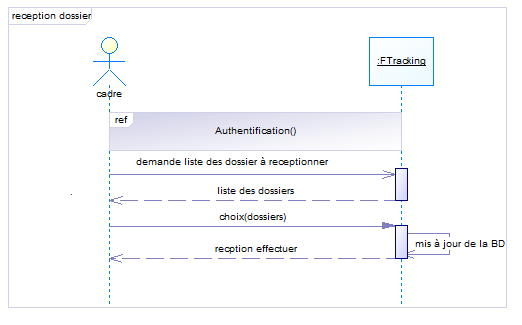 reception dossier
:FTracking
cadre
ref
Authentification()
demande liste des dossier à receptionner
liste des dossiers
choix(dossiers)
mis à jour de la BD
recption effectuer